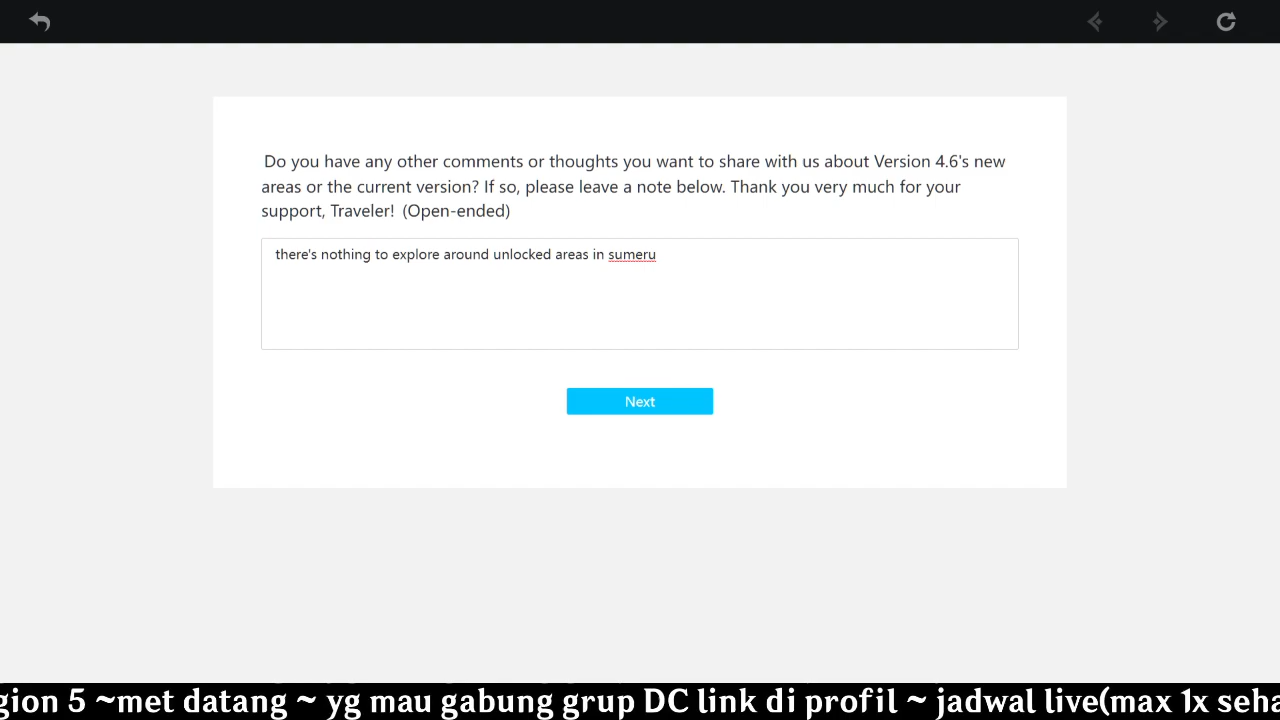 Do you have any other comments or thoughts you want to share with us about Version 4.6's new
areas or the current version? If so, please leave a note below. Thank you very much for your
support, Traveler! (Open-ended)
there's nothing to explore around unlocked areas in sumeru
Next
gion 5 ~met datang ~ yg mau gabung grup DC link di profil ~ jadwal live(max 1x seha